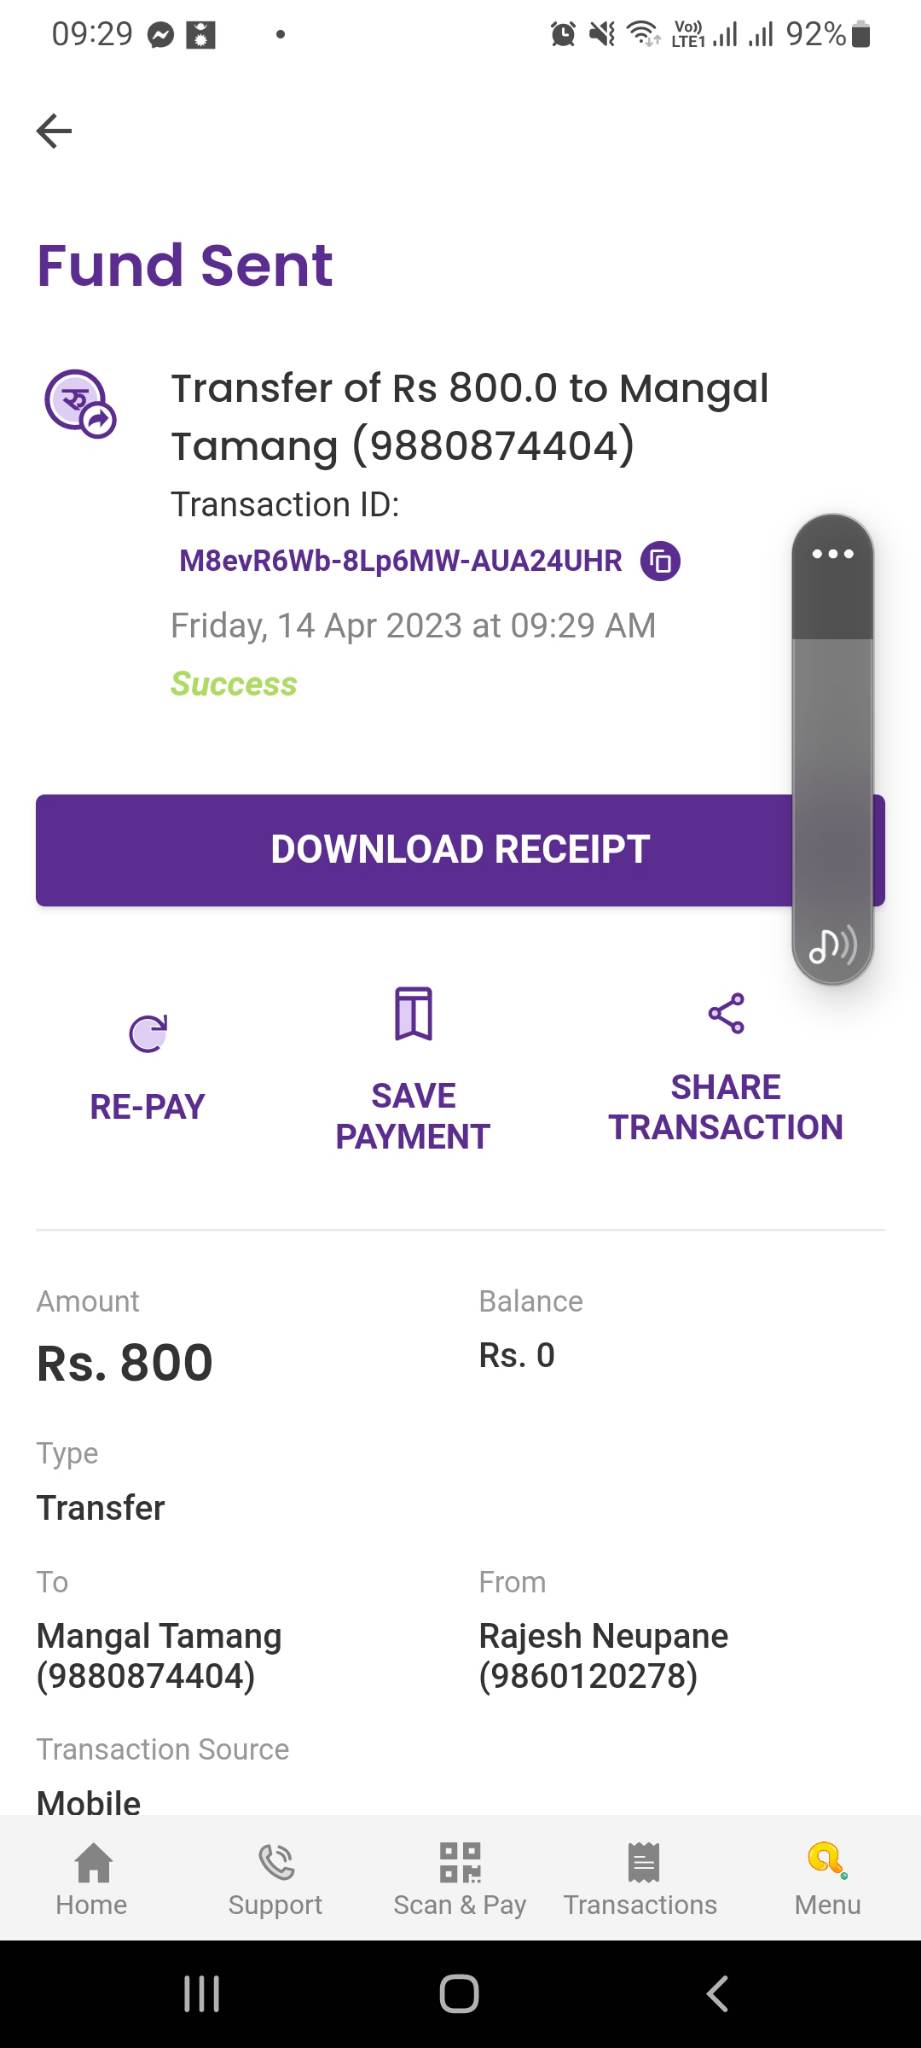 09:29
Vo)) LTE1 92%
Fund Sent
रु
Transfer of Rs 800.0 to Mangal
Tamang (9880874404)
Transaction ID:
M8evR6Wb-8Lp6MW-AUA24UHR
Friday, 14 Apr 2023 at 09:29 AM
Success
DOWNLOAD RECEIPT
RE-PAY
SAVE
PAYMENT
SHARE
TRANSACTION
Amount
Rs. 800
Balance
Rs. 0
Type
Transfer
To
Mangal Tamang
(9880874404)
From
Rajesh Neupane
(9860120278)
Transaction Source
Mobile
Home
Support
Scan & Pay
Transactions
Menu